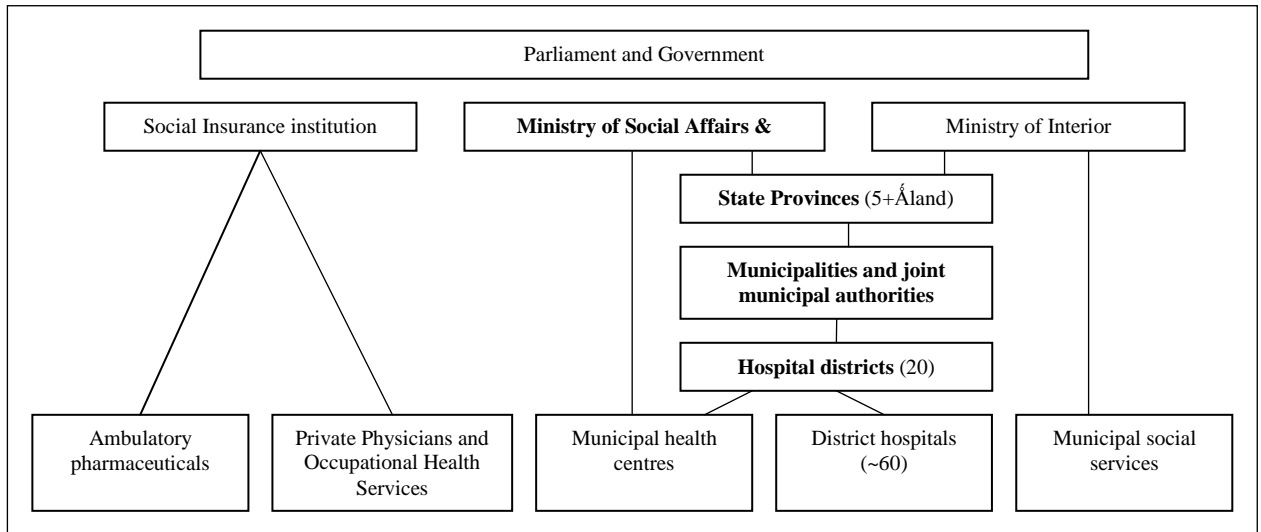 Parliament and Government
Social Insurance institution
Ministry of Social Affairs &
Ministry of Interior
State Provinces (5+Ǻland)
Municipalities and joint
municipal authorities
Hospital districts (20)
Ambulatory
pharmaceuticals
Private Physicians and
Occupational Health
Services
Municipal health
centres
District hospitals
(~60)
Municipal social
services